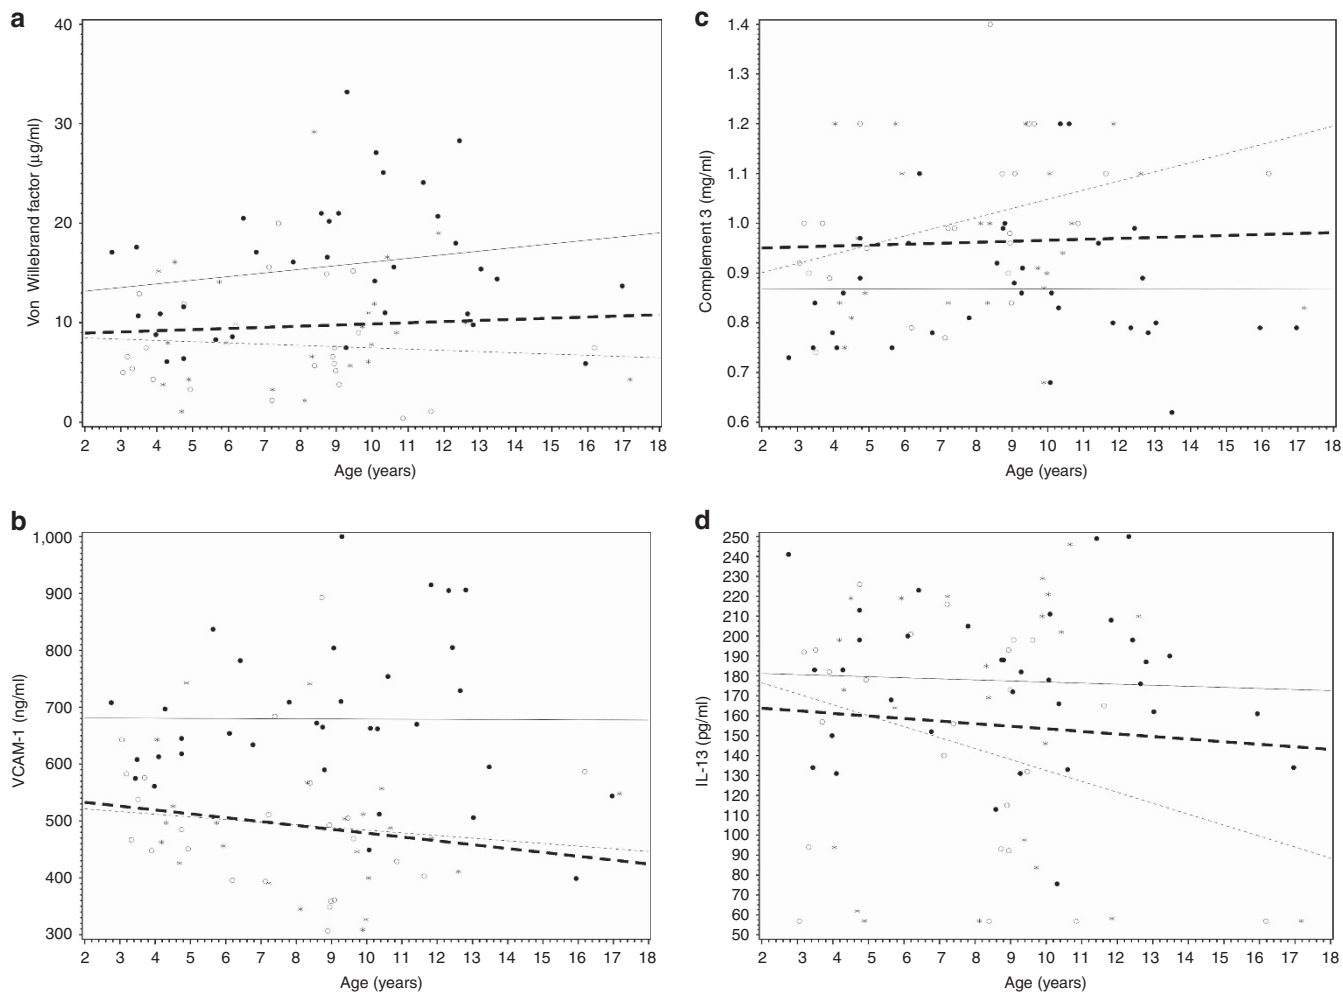 a
40
30
20
10
0
Von Willebrand factor (μg/ml)
2 3 4 5 6 7 8 9 10 11 12 13 14 15 16 17 18
Age (years)
c
1.4
1.3
1.2
1.1
1.0
0.9
0.8
0.7
0.6
Complement 3 (mg/ml)
2 3 4 5 6 7 8 9 10 11 12 13 14 15 16 17 18
Age (years)
b
1,000
900
800
700
600
500
400
300
VCAM-1 (ng/ml)
2 3 4 5 6 7 8 9 10 11 12 13 14 15 16 17 18
Age (years)
d
250
230
220
210
200
190
180
170
160
150
140
130
120
110
100
90
80
70
60
50
IL-13 (pg/ml)
2 3 4 5 6 7 8 9 10 11 12 13 14 15 16 17 18
Age (years)